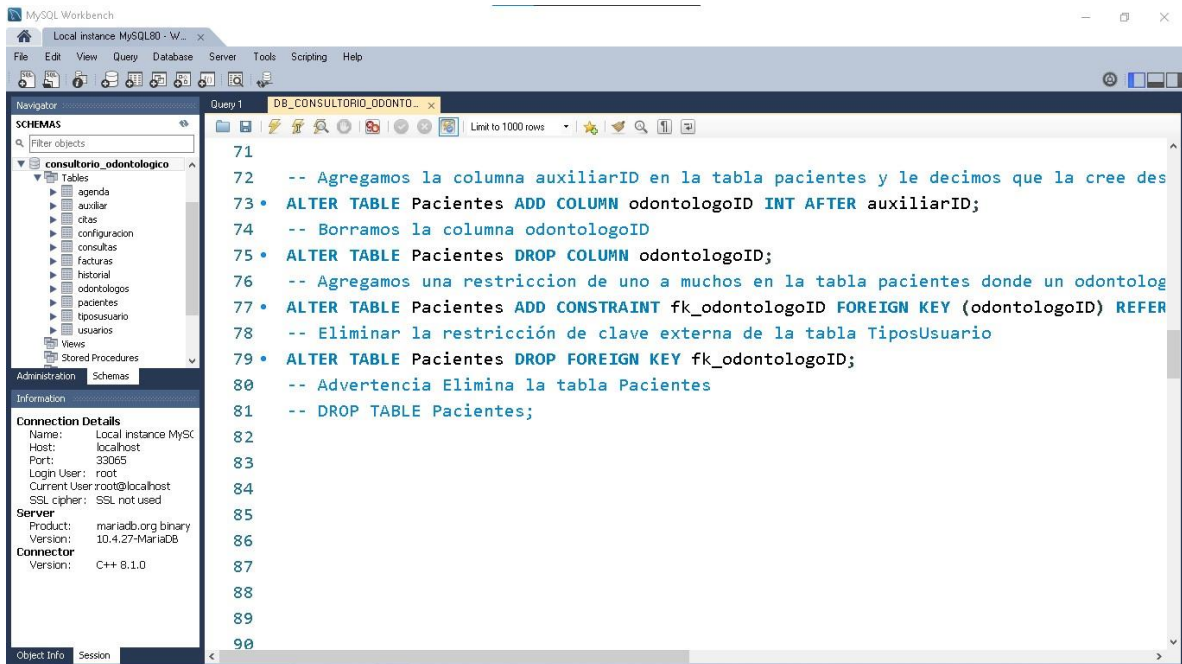 MySQL Workbench
Local instance MySQL80 - W... ×
File Edit View Query Database Server Tools Scripting Help
Navigator
SCHEMAS
Filter objects
consultorio_odontologico
Tables
agenda
auxiliar
citas
configuracion
consultas
facturas
historial
odontologos
pacientes
tiposusuario
usuarios
Views
Stored Procedures
Administration Schemas
Information
Connection Details
Name: Local instance MySC
Host: localhost
Port: 33065
Login User: root
Current User: root@localhost
SSL cipher: SSL not used
Server
Product: mariadb.org binary
Version: 10.4.27-MariaDB
Connector
Version: C++ 8.1.0
Object Info Session
Query 1 DB_CONSULTORIO_ODONTO... ×
Limit to 1000 rows
71
72 -- Agregamos la columna auxiliarID en la tabla pacientes y le decimos que la cree des
73 ALTER TABLE Pacientes ADD COLUMN odontologoID INT AFTER auxiliarID;
74 -- Borramos la columna odontologoID
75 ALTER TABLE Pacientes DROP COLUMN odontologoID;
76 -- Agregamos una restriccion de uno a muchos en la tabla pacientes donde un odontolog
77 ALTER TABLE Pacientes ADD CONSTRAINT fk_odontologoID FOREIGN KEY (odontologoID) REFER
78 -- Eliminar la restricción de clave externa de la tabla TiposUsuario
79 ALTER TABLE Pacientes DROP FOREIGN KEY fk_odontologoID;
80 -- Advertencia Elimina la tabla Pacientes
81 -- DROP TABLE Pacientes;
82
83
84
85
86
87
88
89
90